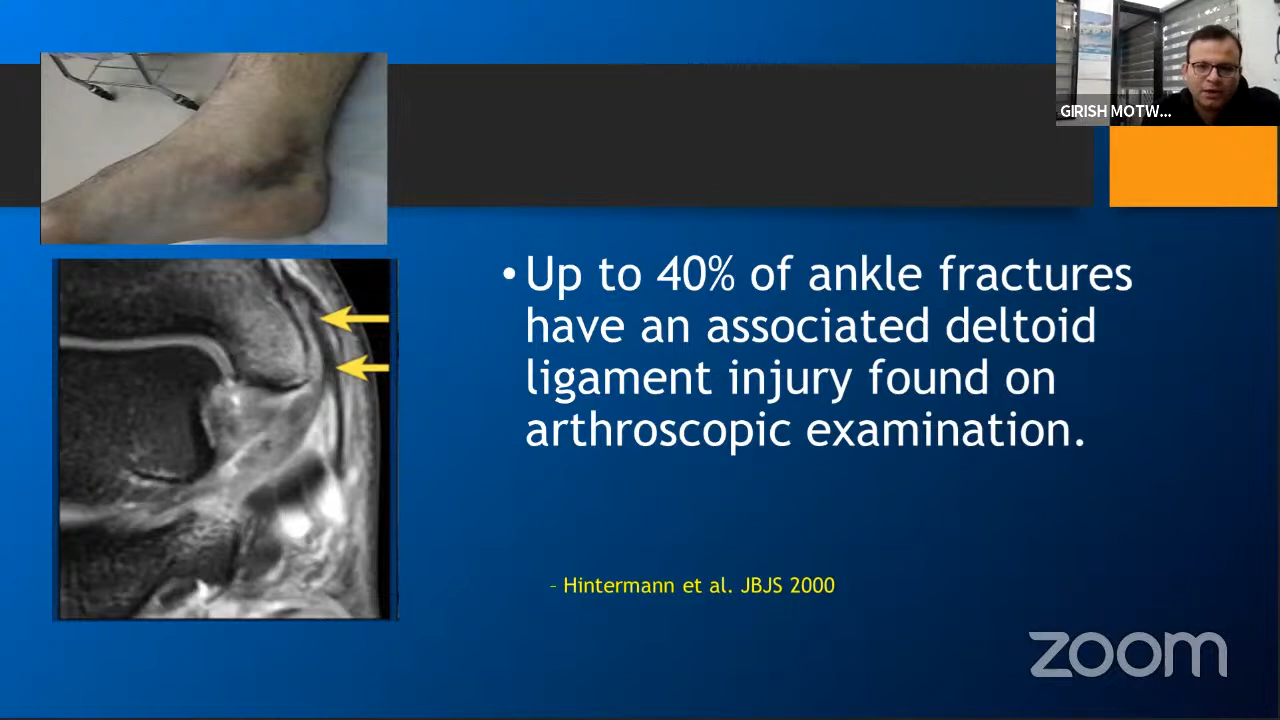 GIRISH MOTW...
•Up to 40% of ankle fractures
have an associated deltoid
ligament injury found on
arthroscopic examination.
– Hintermann et al. JBJS 2000
zoom